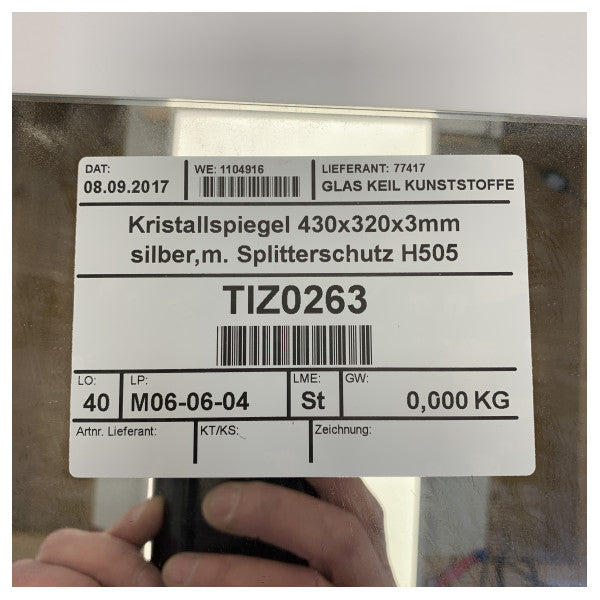 DAT: WE: 1104916 LIEFERANT: 77417
08.09.2017 GLAS KEIL KUNSTSTOFFE
Kristallspiegel 430x320x3mm
silber,m. Splitterschutz H505
TIZ0263
LO: LP: LME: GW:
40 M06-06-04 St 0,000 KG
Artnr. Lieferant: KT/KS: Zeichnung: